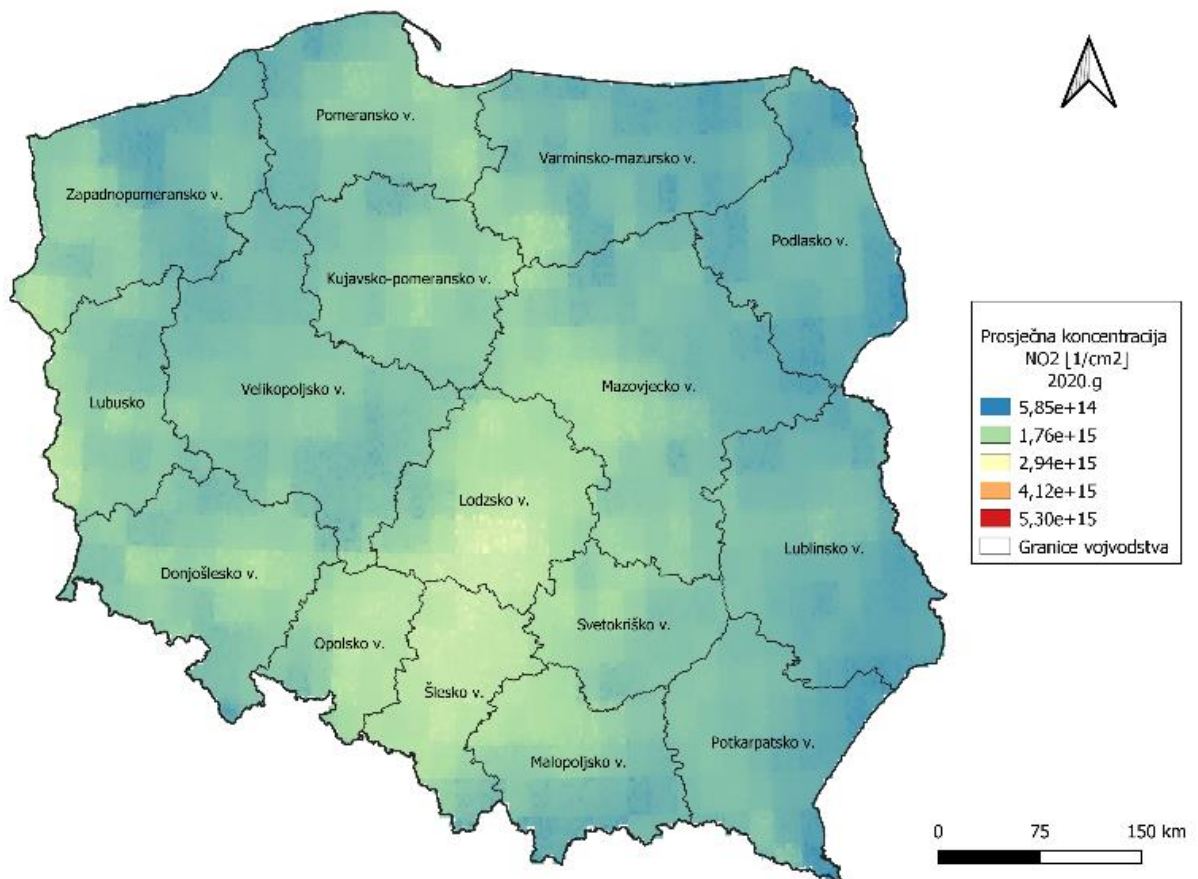 Pomeransko v.
Varminsko-mazursko v.
Zapadnopomeransko v.
Podlasko v.
Kujavsko-pomeransko v.
Velikopoljsko v.
Mazovjecko v.
Lubusko
Lodzsko v.
Lublinsko v.
Donjošlesko v.
Svetokriško v.
Opolsko v.
Šlesko v.
Potkarpatsko v.
Malopoljsko v.
Prosječna koncentracija
NO2 [1/cm2]
2020.g
5,85e+14
1,76e+15
2,94e+15
4,12e+15
5,30e+15
Granice vojvodstva
0 75 150 km